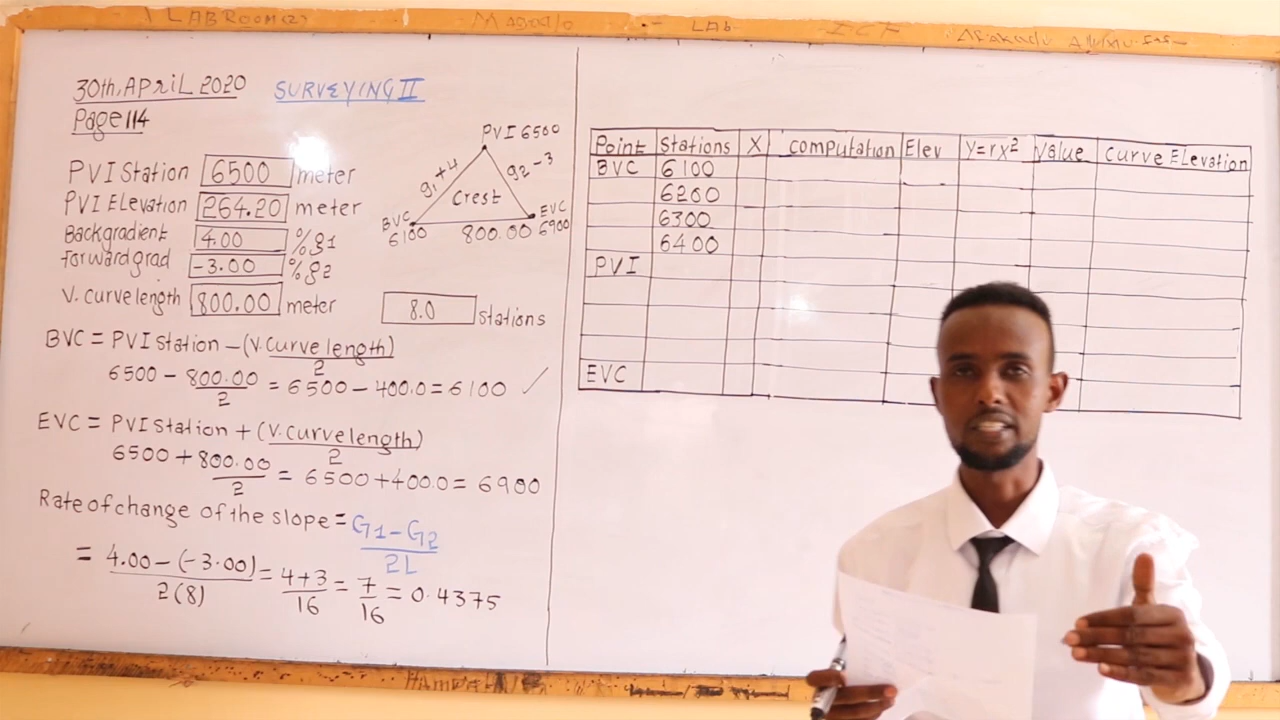 LAB ROOM (2)
LAB
ICT
30th, APRIL 2020 SURVEYING II
Page 114
PVI Station 6500 meter
PVI Elevation 264.20 meter
Backgradient 4.00 % g1
forward grad -3.00 % g2
V. curve length 800.00 meter 8.0 stations
PVI 6500
g1 +4
g2 -3
Crest
BVC
6100
800.00
EVC
6900
BVC = PVI Station - (V. curve length)
2
6500 - 800.00 = 6500 - 400.0 = 6100 ✓
2
EVC = PVI Station + (V. curve length)
2
6500 + 800.00 = 6500 + 400.0 = 6900
2
Rate of change of the slope = G1 - G2
2L
= 4.00 - (-3.00) = 4+3 = 7 = 0.4375
2(8) 16 16
Point Stations X computation Elev Y=rx² Value Curve Elevation
BVC 6100
6200
6300
6400
PVI
EVC